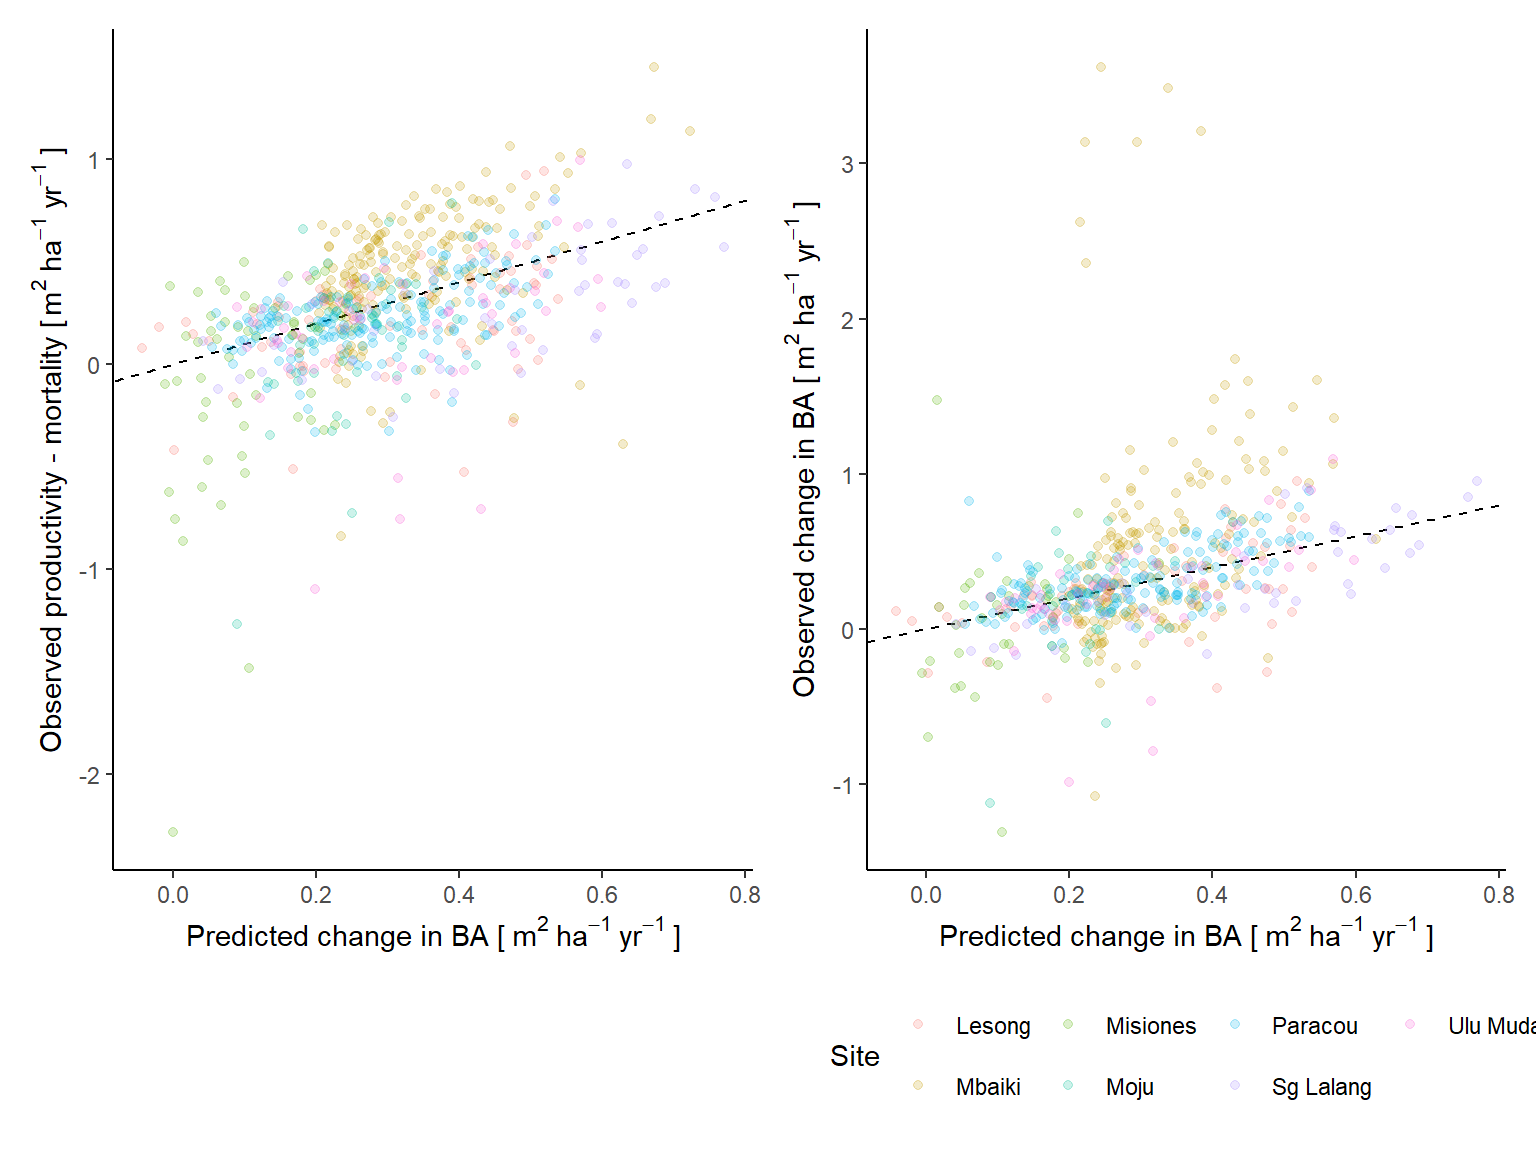 Observed productivity - mortality [ m² ha⁻¹ yr⁻¹ ]
1
0
-1
-2
0.0 0.2 0.4 0.6 0.8
Predicted change in BA [ m² ha⁻¹ yr⁻¹ ]
Observed change in BA [ m² ha⁻¹ yr⁻¹ ]
3
2
1
0
-1
0.0 0.2 0.4 0.6 0.8
Predicted change in BA [ m² ha⁻¹ yr⁻¹ ]
Site
Lesong Misiones Paracou Ulu Muda
Mbaiki Moju Sg Lalang